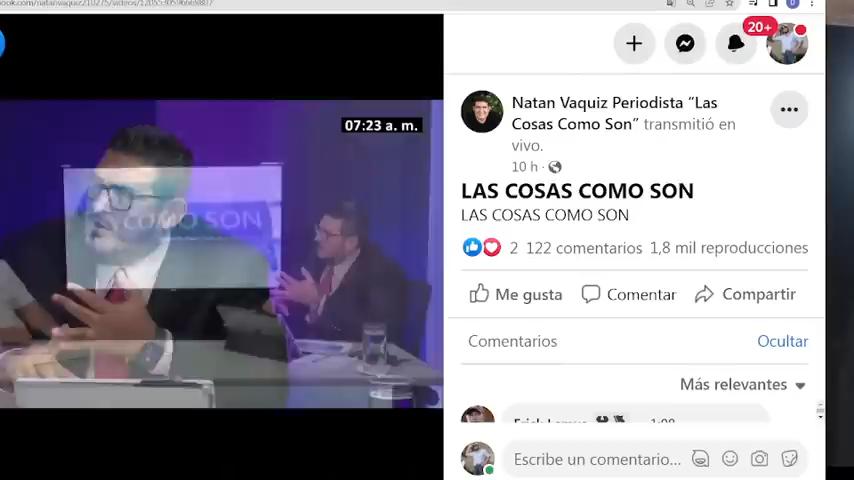 07:23 a. m.
COMO SON
20+
Natan Vaquiz Periodista “Las
Cosas Como Son” transmitió en
vivo.
10 h ·
LAS COSAS COMO SON
LAS COSAS COMO SON
2 122 comentarios 1,8 mil reproducciones
Me gusta Comentar Compartir
Comentarios Ocultar
Más relevantes
Escribe un comentario...